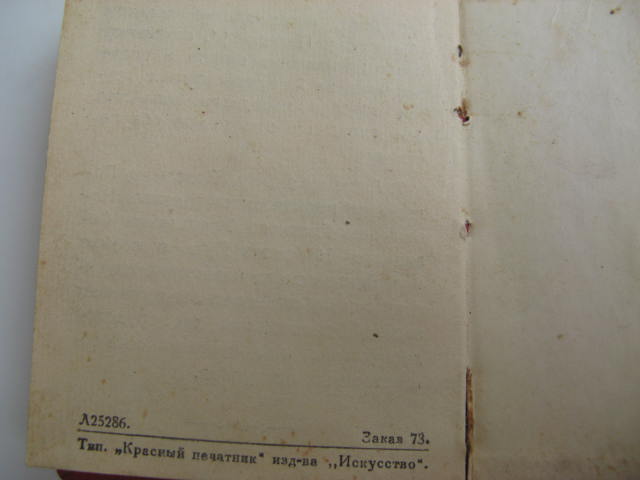 Л25286.
Заказ 73.
Тип. „Красный печатник“ изд-ва ,,Искусство“.